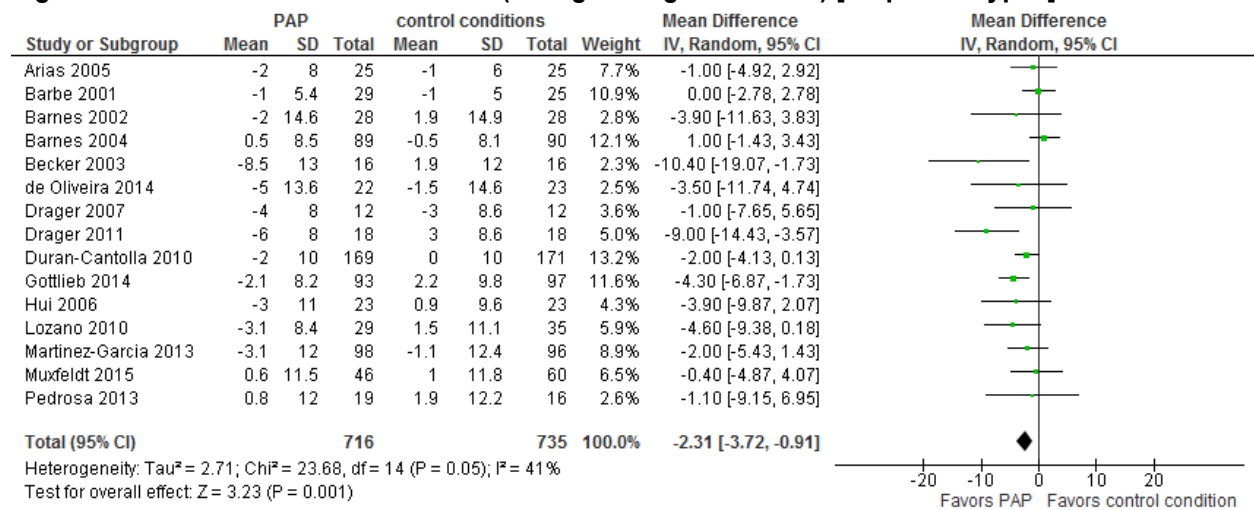 PAP control conditions Mean Difference Mean Difference
Study or Subgroup Mean SD Total Mean SD Total Weight IV, Random, 95% CI IV, Random, 95% CI
Arias 2005 -2 8 25 -1 6 25 7.7% -1.00 [-4.92, 2.92]
Barbe 2001 -1 5.4 29 -1 5 25 10.9% 0.00 [-2.78, 2.78]
Barnes 2002 -2 14.6 28 1.9 14.9 28 2.8% -3.90 [-11.63, 3.83]
Barnes 2004 0.5 8.5 89 -0.5 8.1 90 12.1% 1.00 [-1.43, 3.43]
Becker 2003 -8.5 13 16 1.9 12 16 2.3% -10.40 [-19.07, -1.73]
de Oliveira 2014 -5 13.6 22 -1.5 14.6 23 2.5% -3.50 [-11.74, 4.74]
Drager 2007 -4 8 12 -3 8.6 12 3.6% -1.00 [-7.65, 5.65]
Drager 2011 -6 8 18 3 8.6 18 5.0% -9.00 [-14.43, -3.57]
Duran-Cantolla 2010 -2 10 169 0 10 171 13.2% -2.00 [-4.13, 0.13]
Gottlieb 2014 -2.1 8.2 93 2.2 9.8 97 11.6% -4.30 [-6.87, -1.73]
Hui 2006 -3 11 23 0.9 9.6 23 4.3% -3.90 [-9.87, 2.07]
Lozano 2010 -3.1 8.4 29 1.5 11.1 35 5.9% -4.60 [-9.38, 0.18]
Martinez-Garcia 2013 -3.1 12 98 -1.1 12.4 96 8.9% -2.00 [-5.43, 1.43]
Muxfeldt 2015 0.6 11.5 46 1 11.8 60 6.5% -0.40 [-4.87, 4.07]
Pedrosa 2013 0.8 12 19 1.9 12.2 16 2.6% -1.10 [-9.15, 6.95]
Total (95% CI) 716 735 100.0% -2.31 [-3.72, -0.91]
Heterogeneity: Tau² = 2.71; Chi² = 23.68, df = 14 (P = 0.05); I² = 41%
Test for overall effect: Z = 3.23 (P = 0.001)
-20 -10 0 10 20
Favors PAP Favors control condition